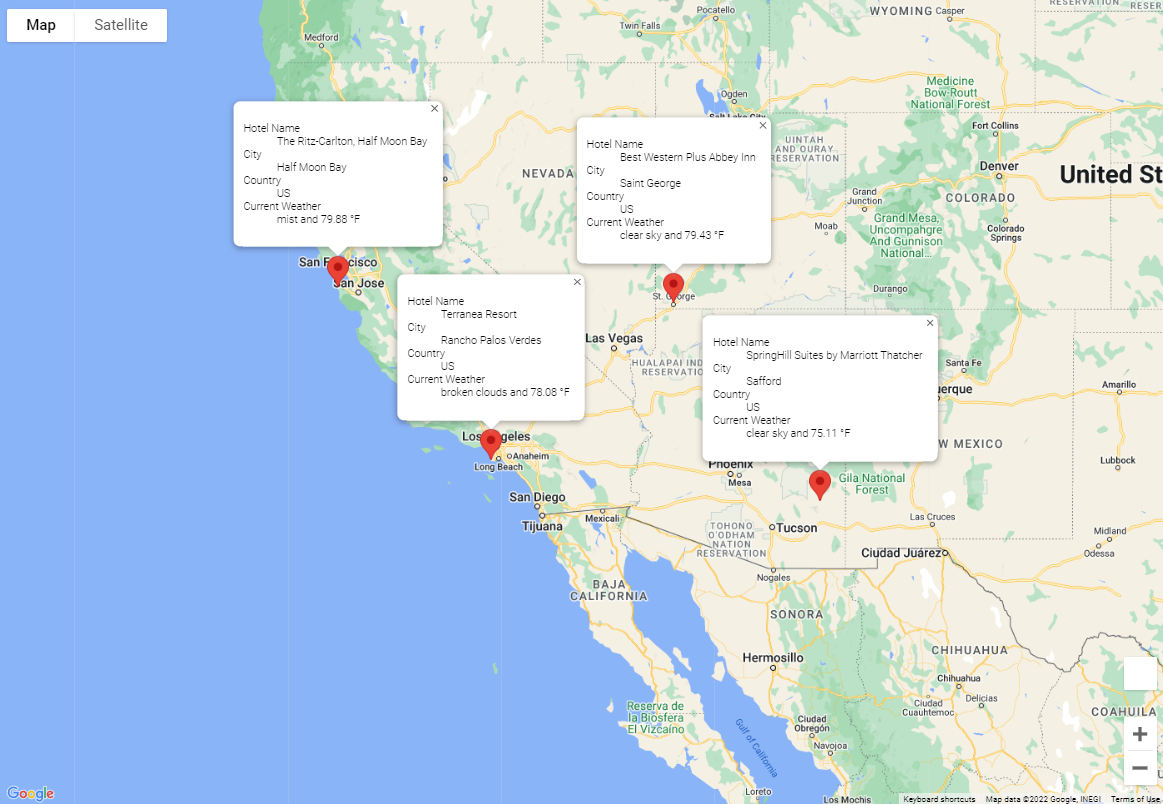 Map
Satellite
Medford
Twin Falls
Pocatello
WYOMING
Casper
RESERVATION
Ogden
Salt Lake City
Medicine
Bow-Routt
National Forest
Fort Collins
UINTAH
AND OURAY
RESERVATION
Denver
United St
COLORADO
Grand
Junction
Grand Mesa,
Uncompahgre
And Gunnison
National...
Colorado
Springs
Moab
Durango
NEVADA
Hotel Name
The Ritz-Carlton, Half Moon Bay
City
Half Moon Bay
Country
US
Current Weather
mist and 79.88 °F
Hotel Name
Best Western Plus Abbey Inn
City
Saint George
Country
US
Current Weather
clear sky and 79.43 °F
San Francisco
San Jose
St. George
Hotel Name
Terranea Resort
City
Rancho Palos Verdes
Country
US
Current Weather
broken clouds and 78.08 °F
Las Vegas
HUALAPAI IND
RESERVATIO
Hotel Name
SpringHill Suites by Marriott Thatcher
City
Safford
Country
US
Current Weather
clear sky and 75.11 °F
Santa Fe
uerque
Amarillo
W MEXICO
Lubbock
Los Angeles
Anaheim
Long Beach
Phoenix
Mesa
Gila National
Forest
San Diego
Tijuana
Mexicali
Las Cruces
TOHONO
O'ODHAM
NATION
RESERVATION
Tucson
Midland
Odessa
Ciudad Juárez
Nogales
BAJA
CALIFORNIA
SONORA
Hermosillo
CHIHUAHUA
Chihuahua
Delicias
Ciudad
Cuauhtemoc
COAHUILA
Reserva de
la Biosfera
El Vizcaíno
Gulf of California
Ciudad
Obregón
Navojoa
Loreto
Los Mochis
Google
Keyboard shortcuts
Map data ©2022 Google, INEGI
Terms of Use